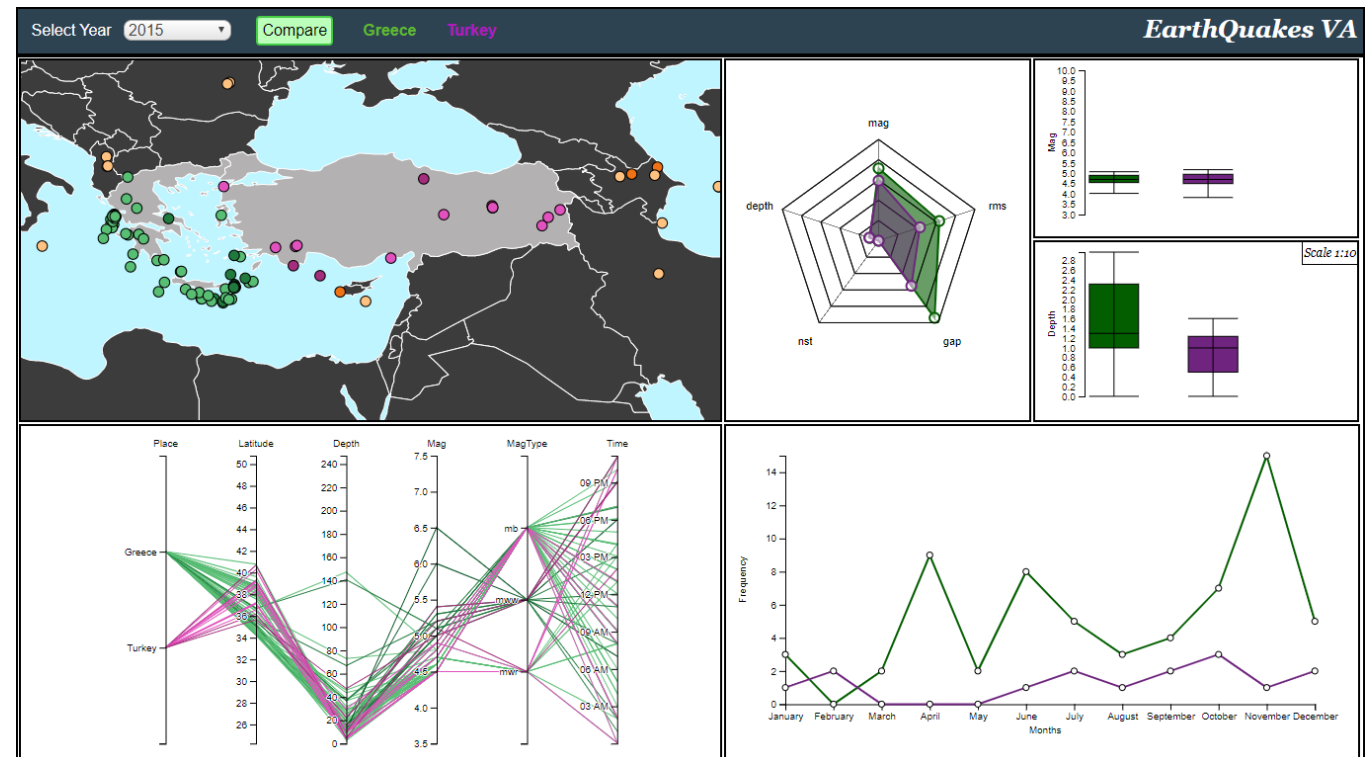 Select Year 2015 Compare Greece Turkey EarthQuakes VA
mag
rms
gap
nst
depth
Mag
10.0
9.5
9.0
8.5
8.0
7.5
7.0
6.5
6.0
5.5
5.0
4.5
4.0
3.5
3.0
Scale 1:10
Depth
2.8
2.6
2.4
2.2
2.0
1.8
1.6
1.4
1.2
1.0
0.8
0.6
0.4
0.2
0.0
Place Latitude Depth Mag MagType Time
Greece
Turkey
50
48
46
44
42
40
38
36
34
32
30
28
26
240
220
200
180
160
140
120
100
80
60
40
20
0
7.5
7.0
6.5
6.0
5.5
5.0
4.5
4.0
3.5
mb
mww
mwr
09 PM
06 PM
03 PM
12 PM
09 AM
06 AM
03 AM
Frequency
14
12
10
8
6
4
2
0
January February March April May June July August September October November December
Months